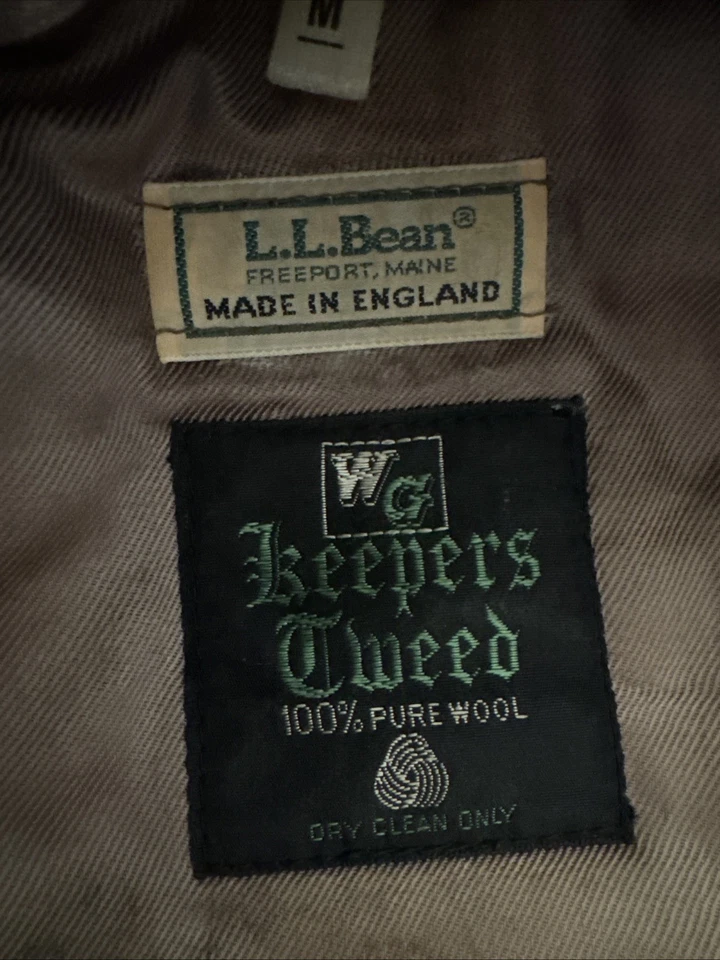 M
L.L.Bean®
FREEPORT, MAINE
MADE IN ENGLAND
WG
keepers
Tweed
100% PURE WOOL
DRY CLEAN ONLY